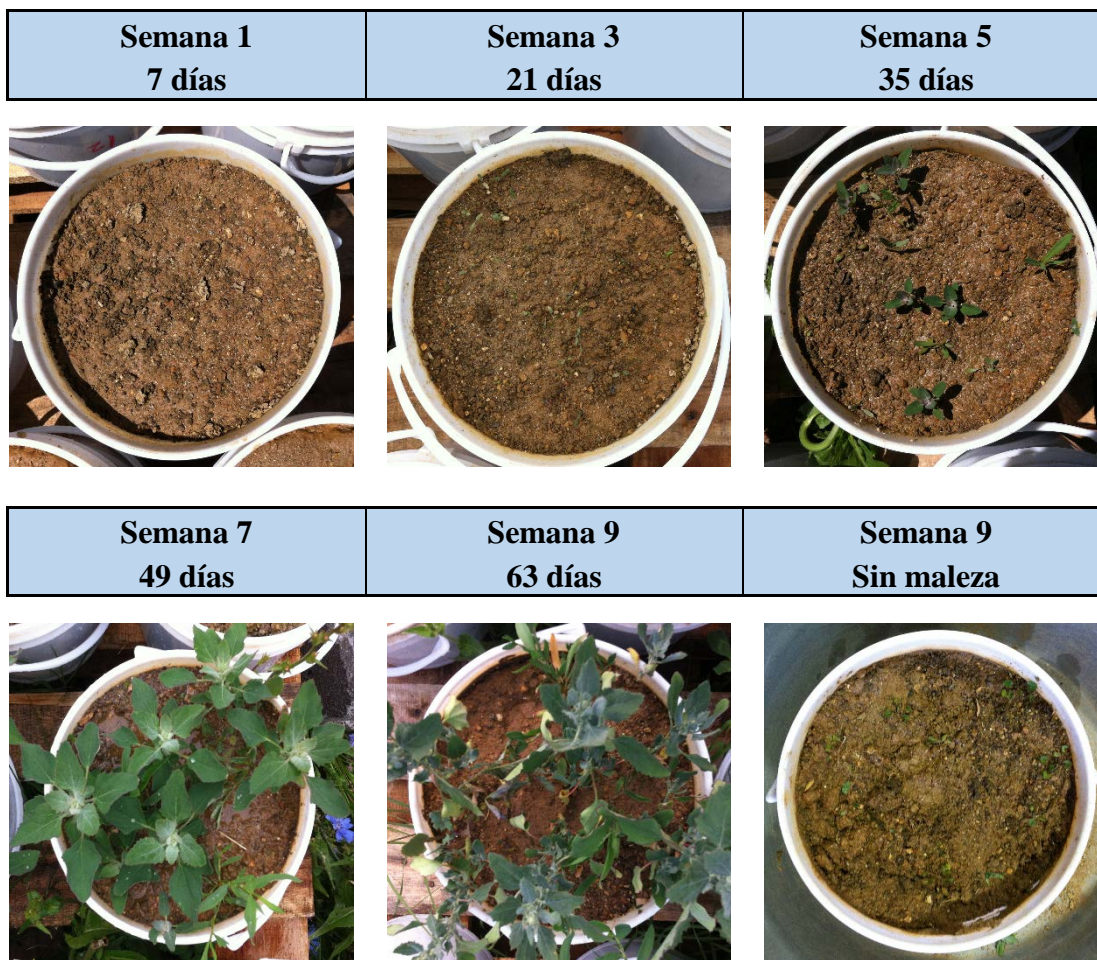 Semana 1
7 días
Semana 3
21 días
Semana 5
35 días
Semana 7
49 días
Semana 9
63 días
Semana 9
Sin maleza